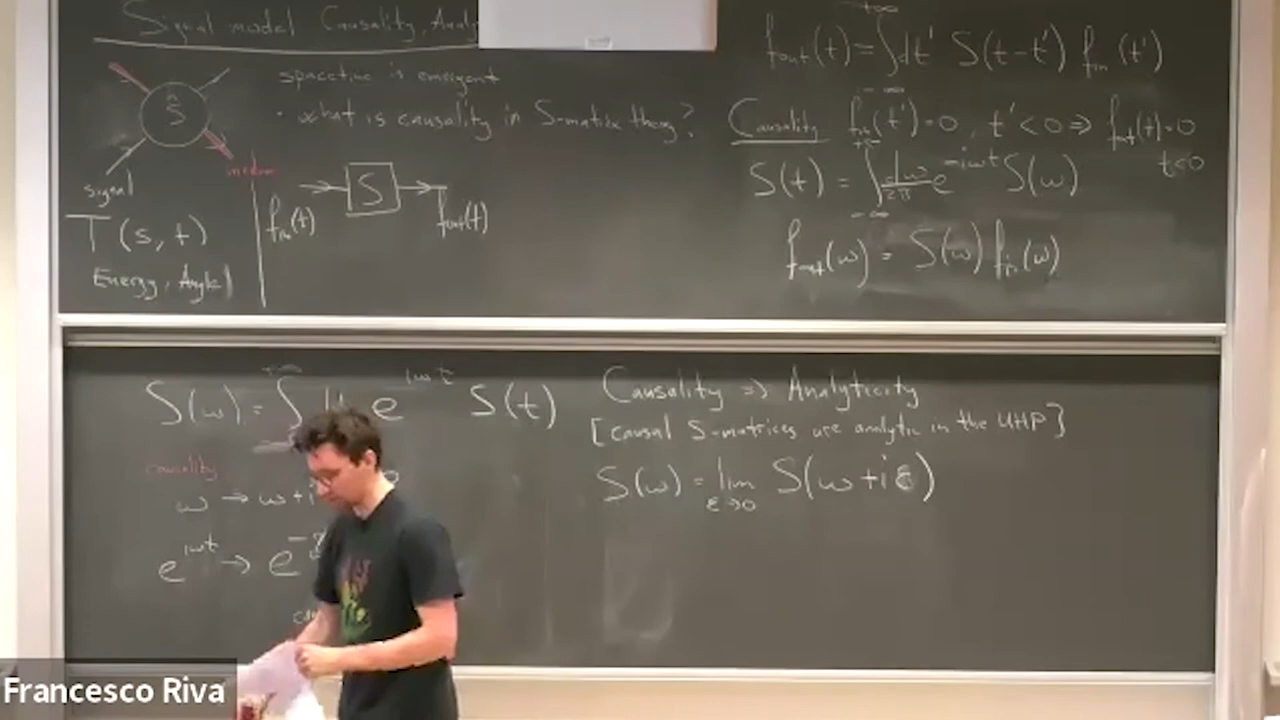 Signal model Causality, Analy
spacetime is emergent
• what is causality in S-matrix theory?
S
signal
medium
T(s,t)
Energy, Angle
f_in(t)
S
f_out(t)
+∞
f_out(t) = ∫dt' S(t-t') f_in(t')
-∞
Causality f_in(t')=0, t'<0 ⇒ f_out(t)=0
t<0
S(t) = ∫ dω/2π e^{-iωt} S(ω)
-∞
f_out(ω) = S(ω) f_in(ω)
S(ω) = ∫ e^{iωt} S(t)
causality
ω → ω+i
e^{iωt} → e^-
Causality ⇒ Analyticity
[causal S-matrices are analytic in the UHP]
S(ω) = lim S(ω+iε)
ε→0
Francesco Riva